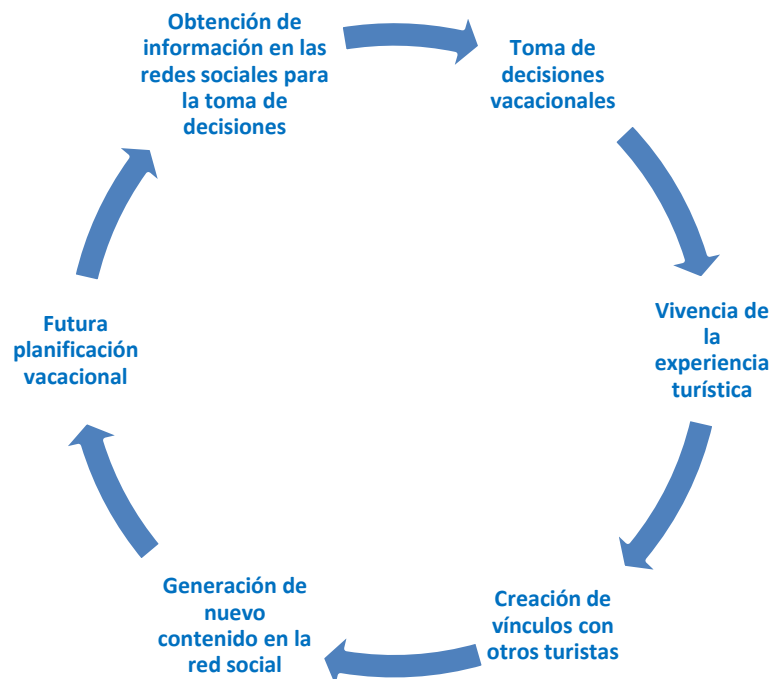 Obtención de
información en las
redes sociales para
la toma de
decisiones
Toma de
decisiones
vacacionales
Vivencia de
la
experiencia
turística
Creación de
vínculos con
otros turistas
Generación de
nuevo
contenido en la
red social
Futura
planificación
vacacional